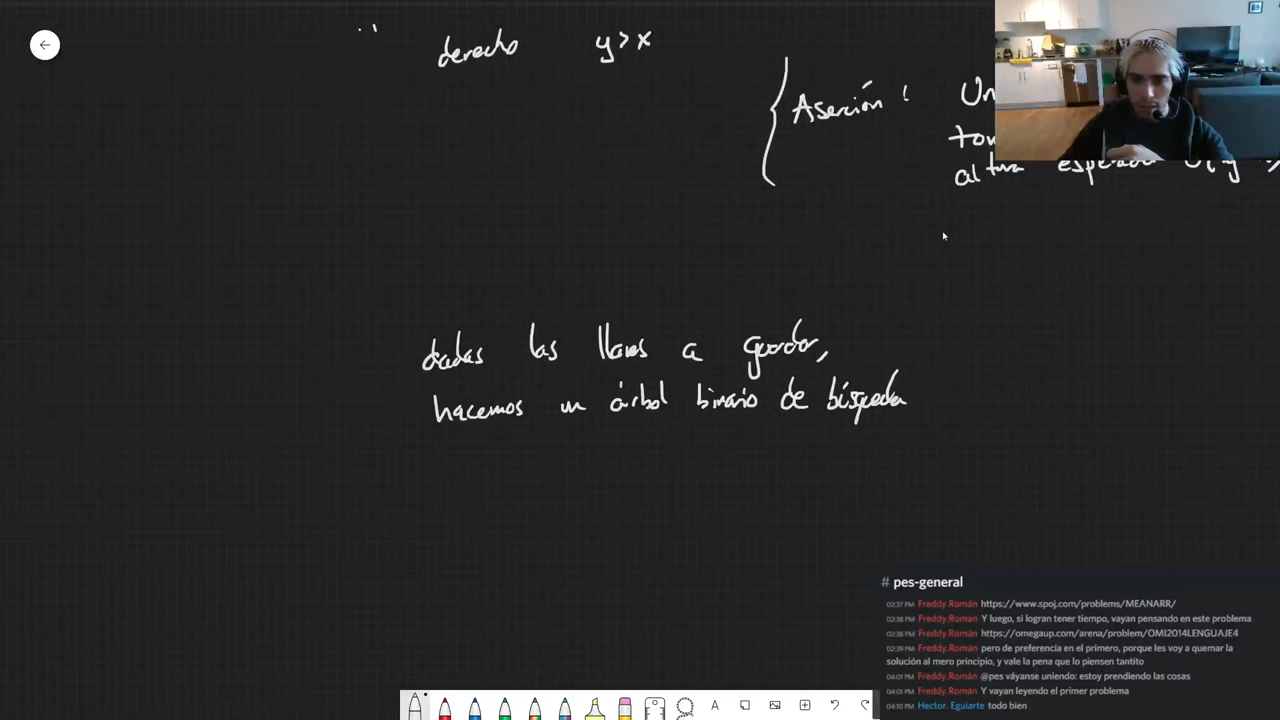 derecho y > x
{ Aserción: Un
altura esperada
dadas las llaves a guardar,
hacemos un árbol binario de búsqueda
# pes-general
02:37 PM Freddy.Román https://www.spoj.com/problems/MEANARR/
02:38 PM Freddy.Román Y luego, si logran tener tiempo, vayan pensando en este problema
02:38 PM Freddy.Román https://omegaup.com/arena/problem/OMI2014LENGUAJE4
02:39 PM Freddy.Román pero de preferencia en el primero, porque les voy a quemar la
solución al mero principio, y vale la pena que lo piensen tantito
04:01 PM Freddy.Román @pes váyanse uniendo: estoy prendiendo las cosas
04:01 PM Freddy.Román Y vayan leyendo el primer problema
04:10 PM Hector. Eguiarte todo bien